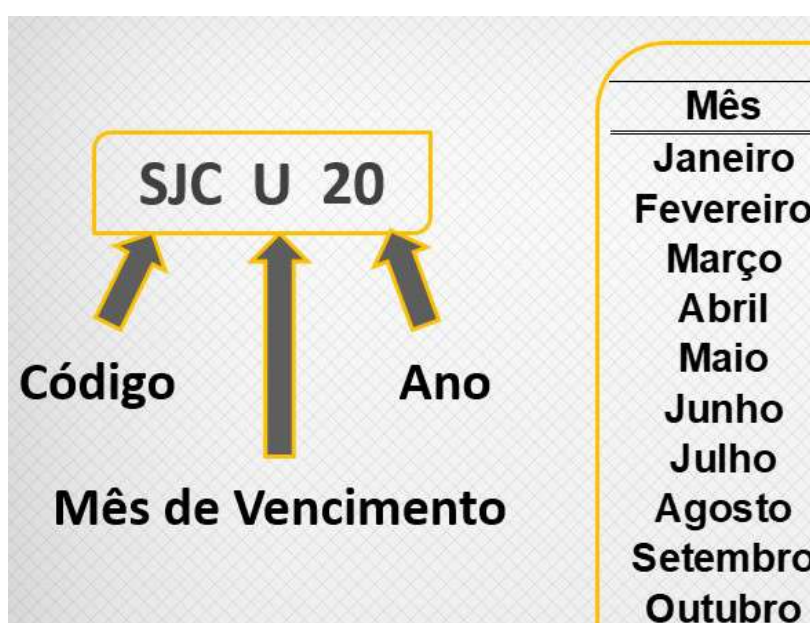 SJC U 20
Código
Ano
Mês de Vencimento
Mês
Janeiro
Fevereiro
Março
Abril
Maio
Junho
Julho
Agosto
Setembro
Outubro